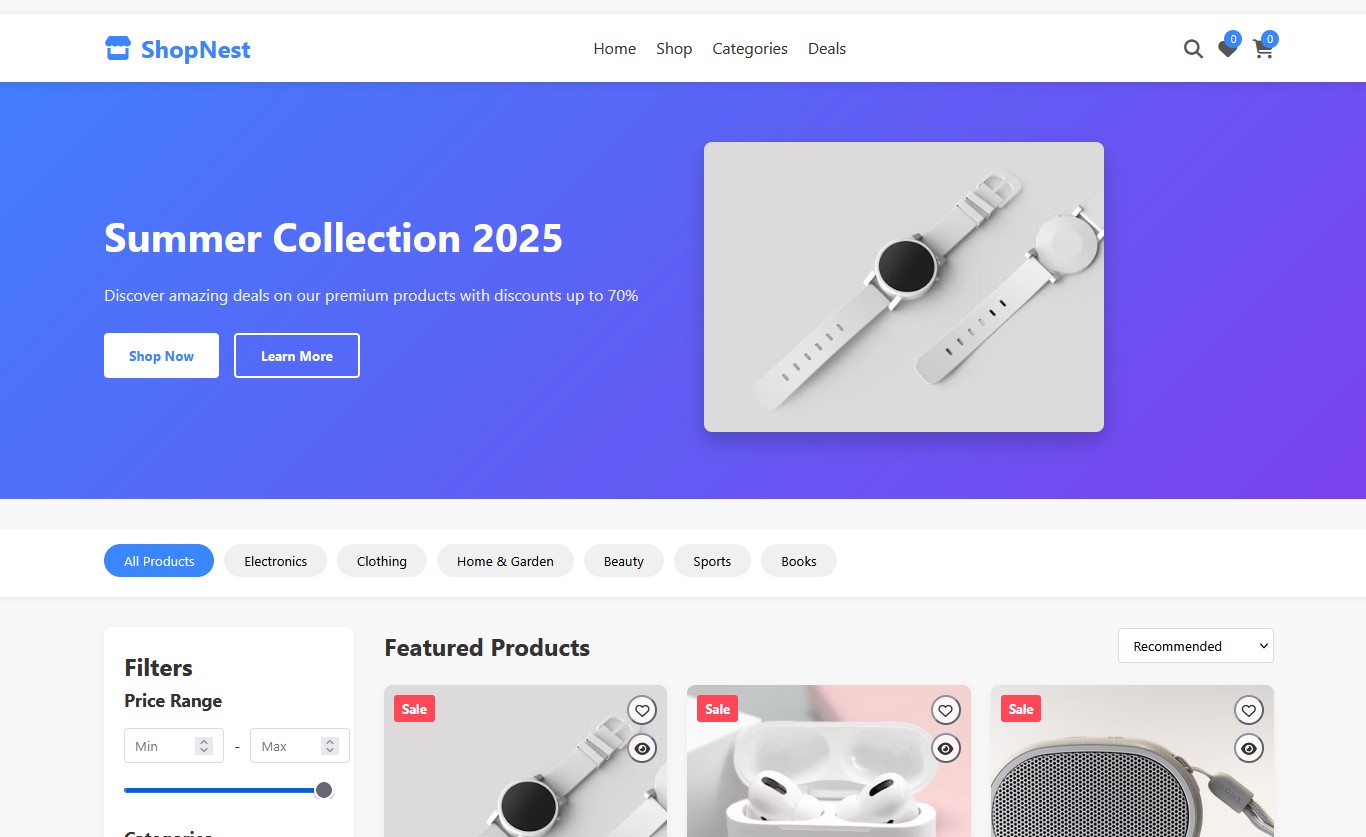 ShopNest
Home Shop Categories Deals
0 0
Summer Collection 2025
Discover amazing deals on our premium products with discounts up to 70%
Shop Now Learn More
All Products Electronics Clothing Home & Garden Beauty Sports Books
Filters
Price Range
Min - Max
Categories
Featured Products
Recommended
Sale Sale Sale